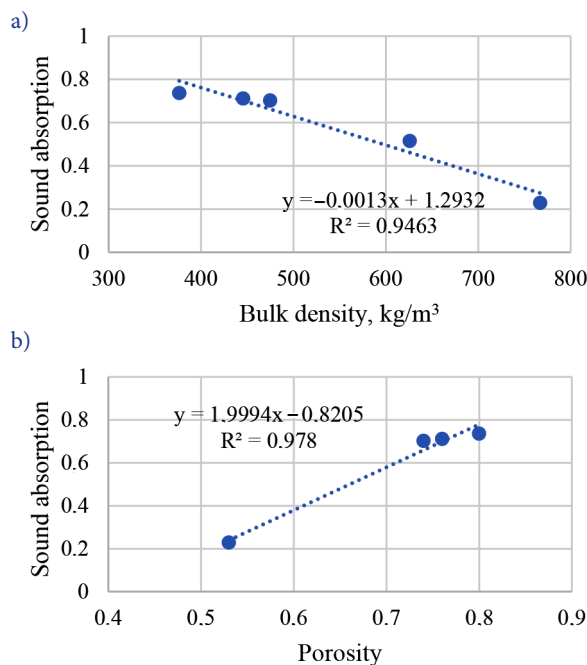 a)
1
0.8
0.6
0.4
0.2
0
Sound absorption
y =−0.0013x + 1.2932
R² = 0.9463
300 400 500 600 700 800
Bulk density, kg/m³
b)
1
0.8
0.6
0.4
0.2
0
Sound absorption
y = 1.9994x −0.8205
R² = 0.978
0.4 0.5 0.6 0.7 0.8 0.9
Porosity